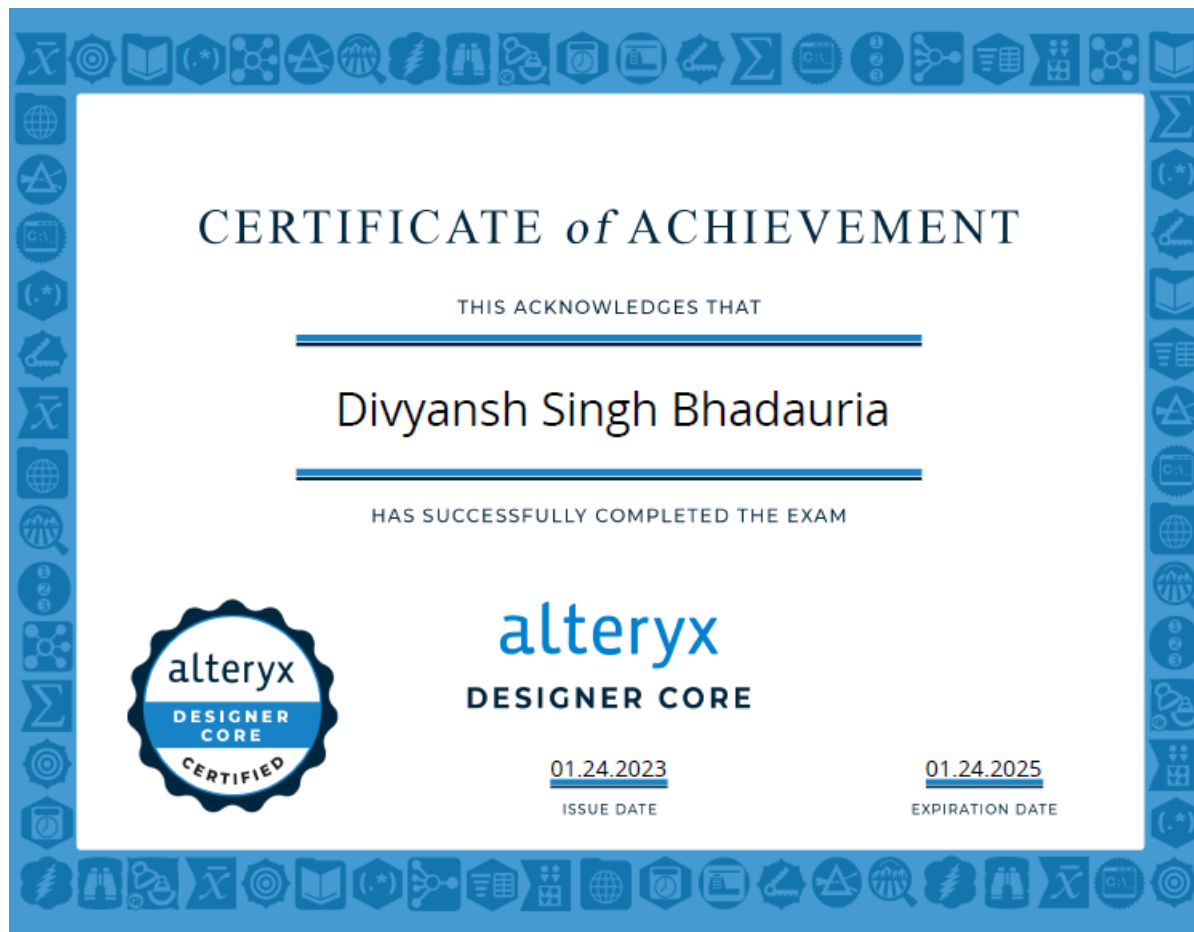 CERTIFICATE of ACHIEVEMENT
THIS ACKNOWLEDGES THAT
Divyansh Singh Bhadauria
HAS SUCCESSFULLY COMPLETED THE EXAM
alteryx
DESIGNER CORE
alteryx
DESIGNER
CORE
CERTIFIED
01.24.2023
ISSUE DATE
01.24.2025
EXPIRATION DATE